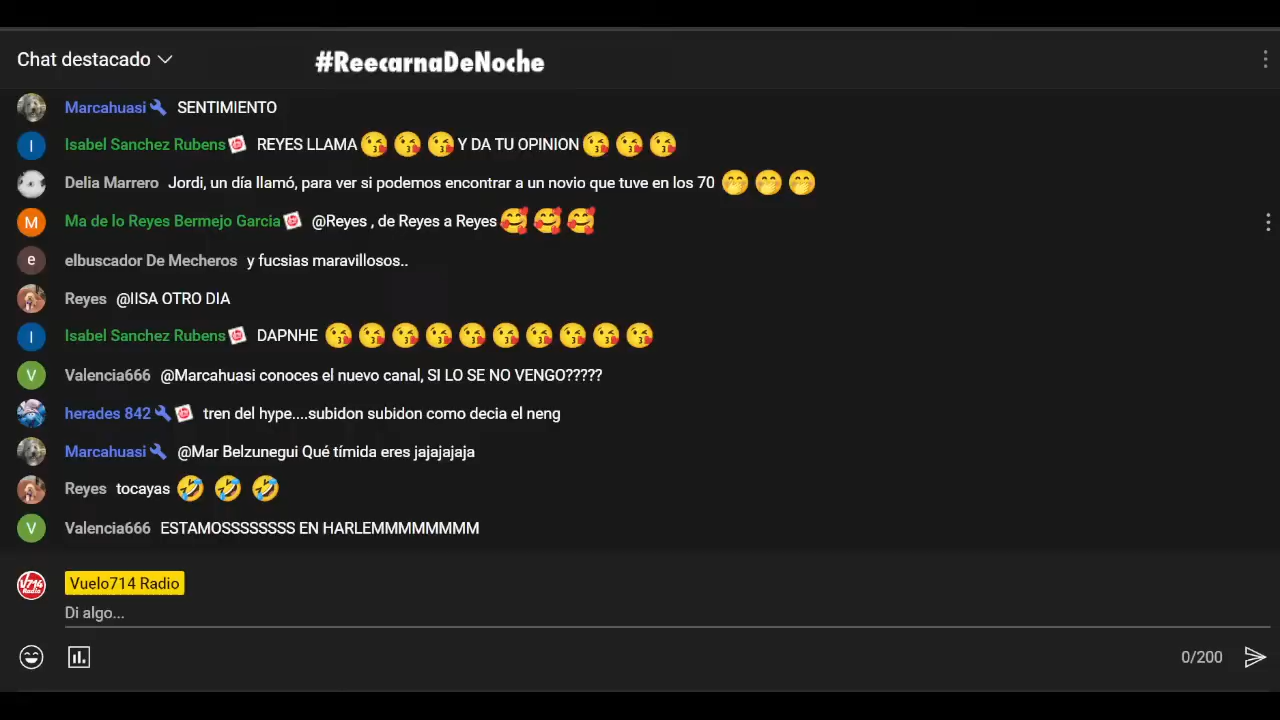 Chat destacado
#ReecarnaDeNoche
Marcahuasi SENTIMIENTO
Isabel Sanchez Rubens REYES LLAMA😘😘😘Y DA TU OPINION😘😘😘
Delia Marrero Jordi, un día llamó, para ver si podemos encontrar a un novio que tuve en los 70 🤭🤭🤭
Ma de lo Reyes Bermejo Garcia @Reyes , de Reyes a Reyes🥰🥰🥰
elbuscador De Mecheros y fucsias maravillosos..
Reyes @IISA OTRO DIA
Isabel Sanchez Rubens DAPNHE 😘😘😘😘😘😘😘😘😘😘
Valencia666 @Marcahuasi conoces el nuevo canal, SI LO SE NO VENGO?????
herades 842 tren del hype....subidon subidon como decia el neng
Marcahuasi @Mar Belzunegui Qué tímida eres jajajajaja
Reyes tocayas 🤣🤣🤣
Valencia666 ESTAMOSSSSSSSS EN HARLEMMMMMMMM
V714 Radio
Vuelo714 Radio
Di algo...
0/200